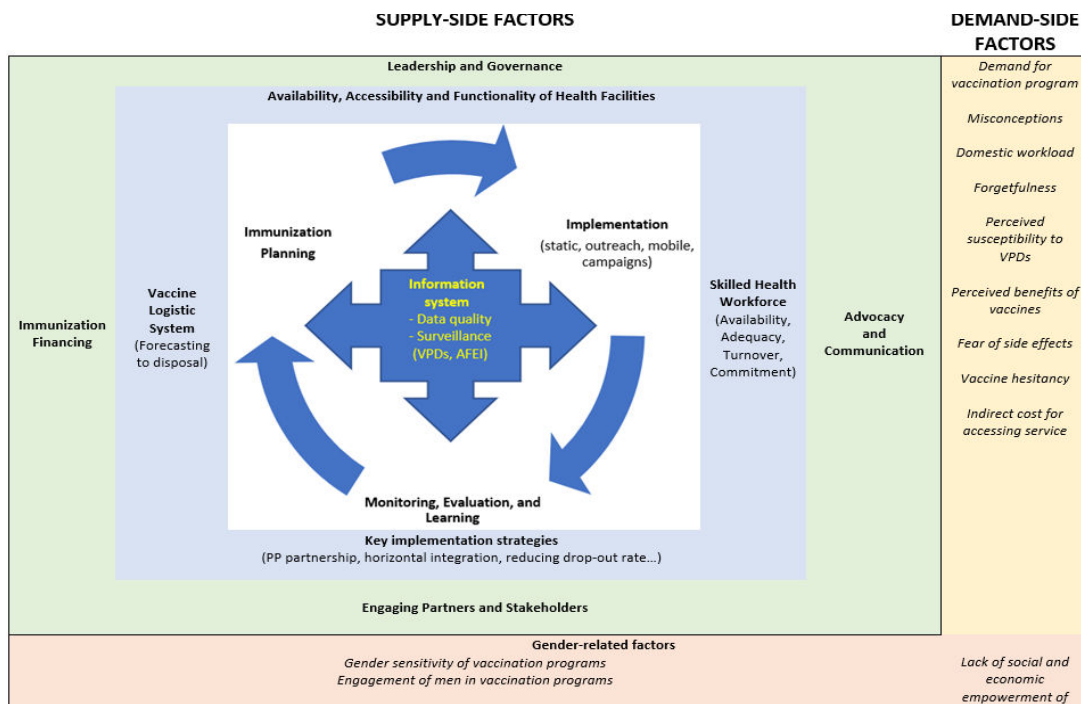 SUPPLY-SIDE FACTORS
DEMAND-SIDE
FACTORS
Leadership and Governance
Availability, Accessibility and Functionality of Health Facilities
Immunization
Planning
Implementation
(static, outreach, mobile,
campaigns)
Information
system
- Data quality
- Surveillance
(VPDs, AFEI)
Monitoring, Evaluation, and
Learning
Vaccine
Logistic
System
(Forecasting
to disposal)
Skilled Health
Workforce
(Availability,
Adequacy,
Turnover,
Commitment)
Key implementation strategies
(PP partnership, horizontal integration, reducing drop-out rate...)
Immunization
Financing
Advocacy
and
Communication
Engaging Partners and Stakeholders
Demand for
vaccination program
Misconceptions
Domestic workload
Forgetfulness
Perceived
susceptibility to
VPDs
Perceived benefits of
vaccines
Fear of side effects
Vaccine hesitancy
Indirect cost for
accessing service
Gender-related factors
Gender sensitivity of vaccination programs
Engagement of men in vaccination programs
Lack of social and
economic
empowerment of